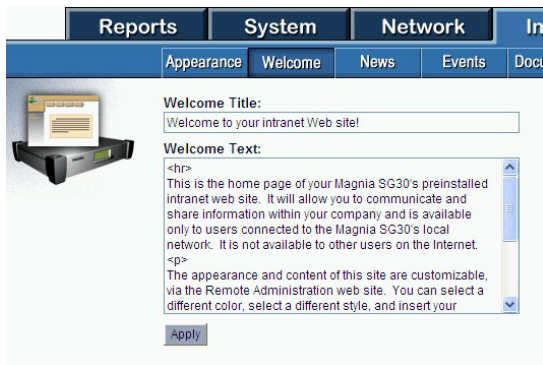 Reports System Network In
Appearance Welcome News Events Docu
Welcome Title:
Welcome to your intranet Web site!
Welcome Text:
<hr>
This is the home page of your Magnia SG30's preinstalled
intranet web site.  It will allow you to communicate and
share information within your company and is available
only to users connected to the Magnia SG30's local
network.  It is not available to other users on the Internet.
<p>
The appearance and content of this site are customizable,
via the Remote Administration web site.  You can select a
different color, select a different style, and insert your
Apply